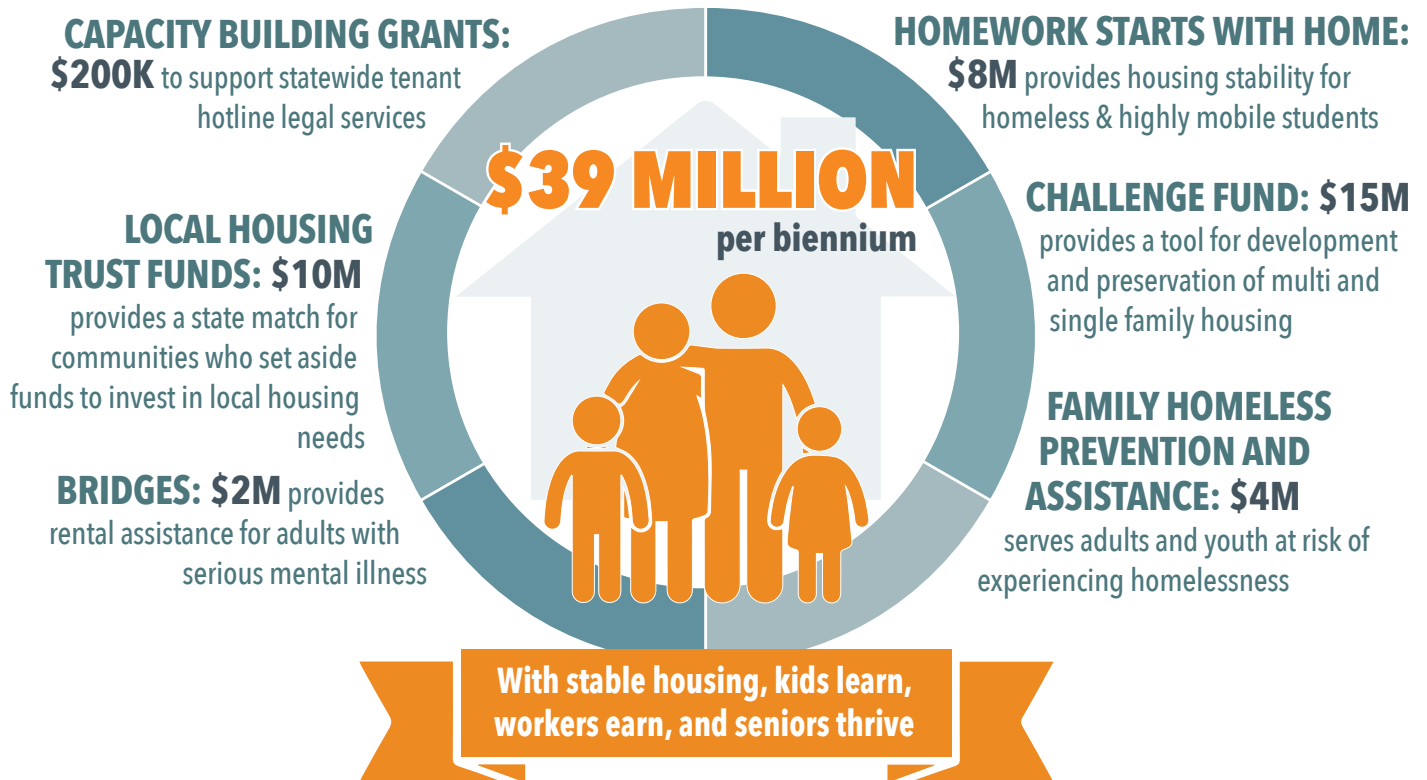 CAPACITY BUILDING GRANTS:
$200K to support statewide tenant
hotline legal services
LOCAL HOUSING
TRUST FUNDS: $10M
provides a state match for
communities who set aside
funds to invest in local housing
needs
BRIDGES: $2M provides
rental assistance for adults with
serious mental illness
$39 MILLION
per biennium
HOMEWORK STARTS WITH HOME:
$8M provides housing stability for
homeless & highly mobile students
CHALLENGE FUND: $15M
provides a tool for development
and preservation of multi and
single family housing
FAMILY HOMELESS
PREVENTION AND
ASSISTANCE: $4M
serves adults and youth at risk of
experiencing homelessness
With stable housing, kids learn,
workers earn, and seniors thrive